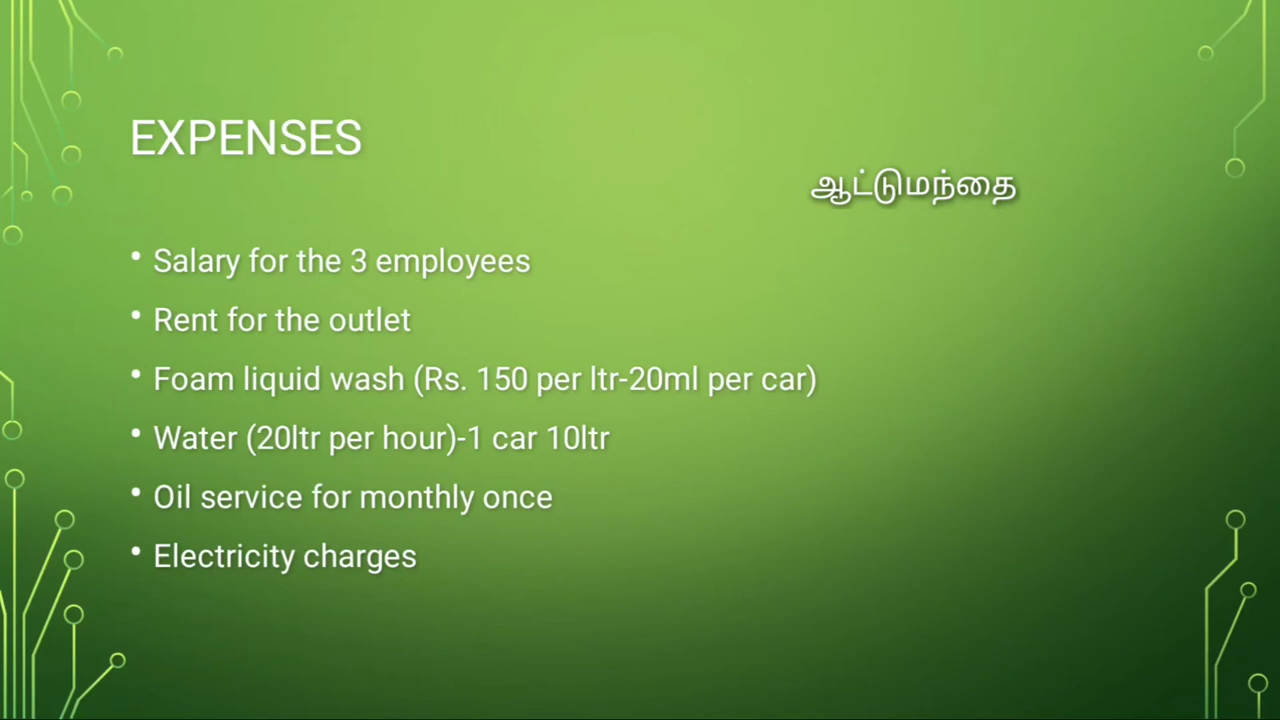 EXPENSES
ஆட்டுமந்தை
• Salary for the 3 employees
• Rent for the outlet
• Foam liquid wash (Rs. 150 per ltr-20ml per car)
• Water (20ltr per hour)-1 car 10ltr
• Oil service for monthly once
• Electricity charges